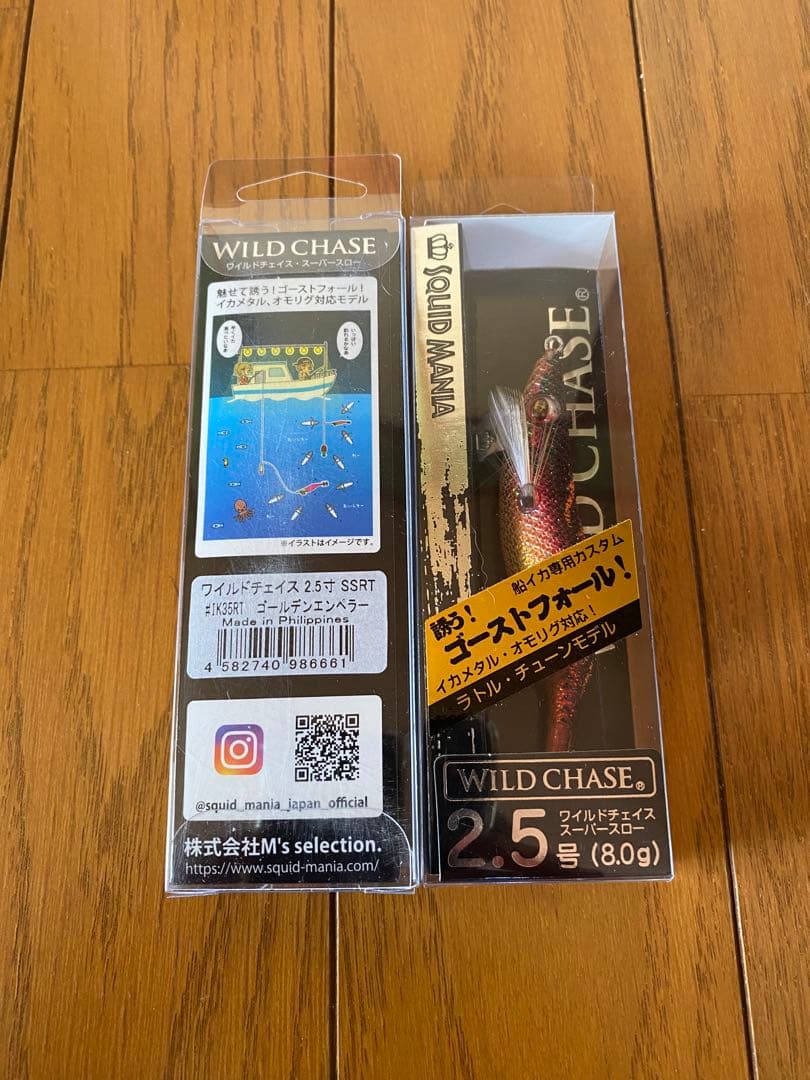 WILD CHASE
ワイルドチェイス・スーパースロー
魅せて誘う！ゴーストフォール！
イカメタル、オモリグ対応モデル
※イラストはイメージです。
ワイルドチェイス 2.5寸 SSRT
#IK35RT ゴールデンエンペラー
Made in Philippines
4 582740 986661
@squid_mania_japan_official
株式会社M's selection.
https://www.squid-mania.com/
SQUID MANIA
D CHASE®
船イカ専用カスタム
誘う！
ゴーストフォール！
イカメタル・オモリグ対応！
ラトル・チューンモデル
WILD CHASE®
2.5号
ワイルドチェイス
スーパースロー
(8.0g)